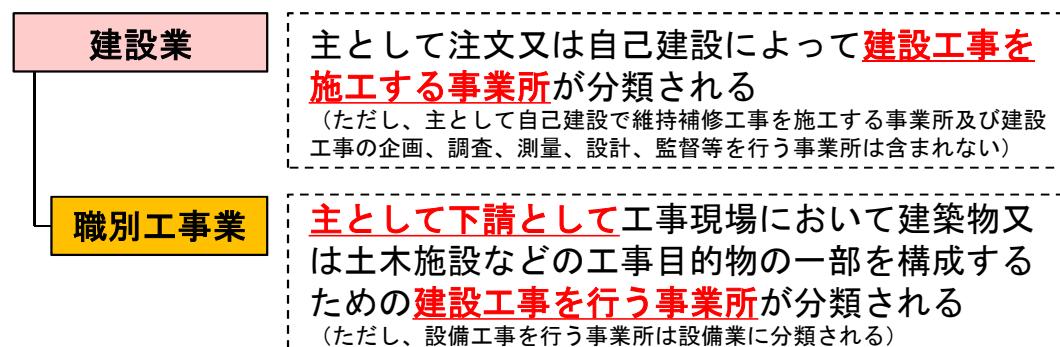 建設業
主として注文又は自己建設によって建設工事を
施工する事業所が分類される
（ただし、主として自己建設で維持補修工事を施工する事業所及び建設
工事の企画、調査、測量、設計、監督等を行う事業所は含まれない）
職別工事業
主として下請として工事現場において建築物又
は土木施設などの工事目的物の一部を構成する
ための建設工事を行う事業所が分類される
（ただし、設備工事を行う事業所は設備業に分類される）